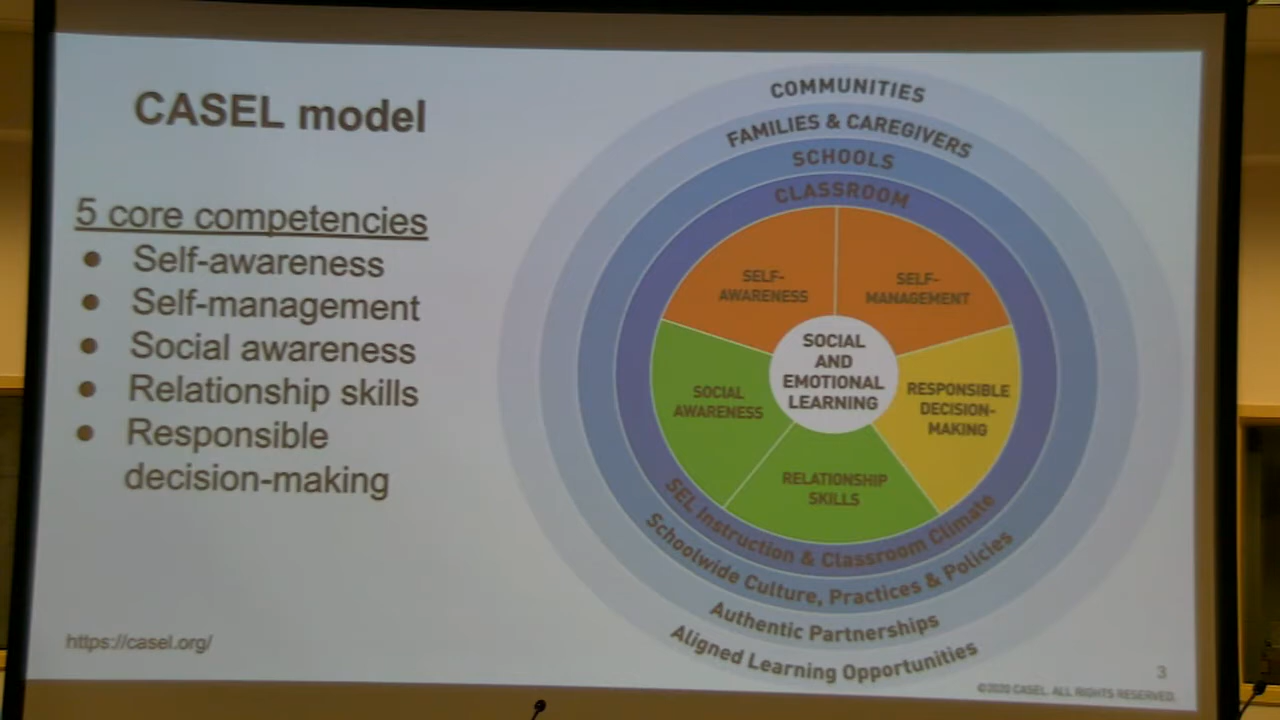 CASEL model
5 core competencies
● Self-awareness
● Self-management
● Social awareness
● Relationship skills
● Responsible
decision-making
https://casel.org/
COMMUNITIES
FAMILIES & CAREGIVERS
SCHOOLS
CLASSROOM
SELF-
AWARENESS
SELF-
MANAGEMENT
SOCIAL
AND
EMOTIONAL
LEARNING
SOCIAL
AWARENESS
RESPONSIBLE
DECISION-
MAKING
RELATIONSHIP
SKILLS
SEL Instruction & Classroom Climate
Schoolwide Culture, Practices & Policies
Authentic Partnerships
Aligned Learning Opportunities
3
©2020 CASEL. ALL RIGHTS RESERVED.